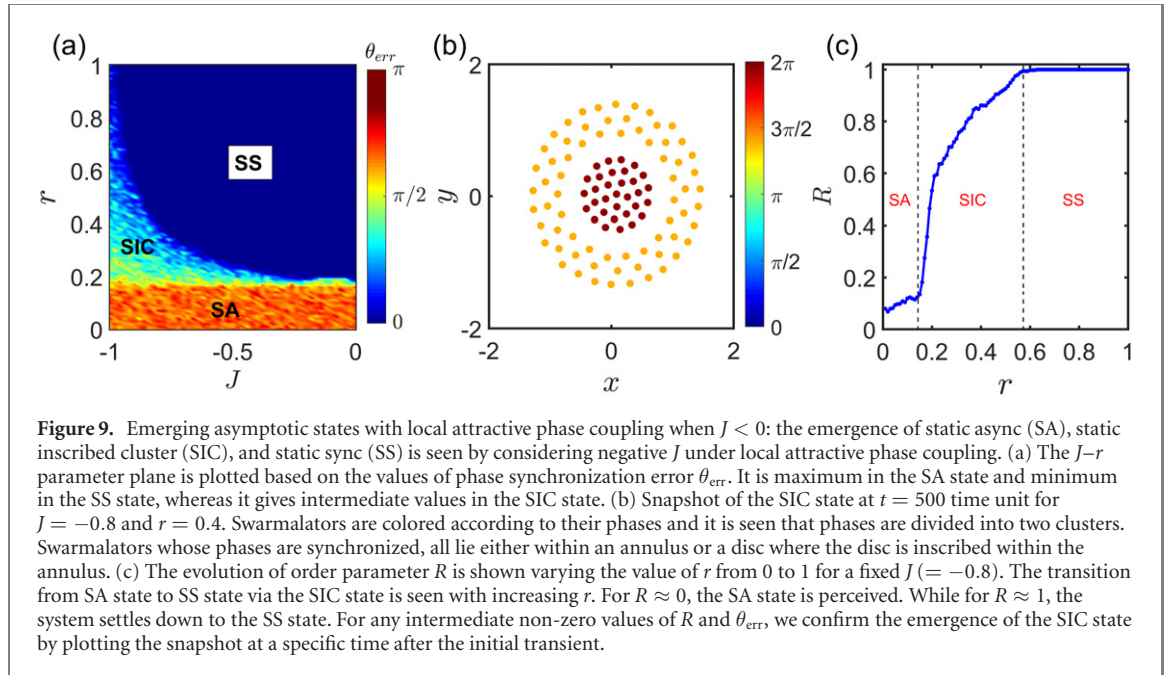 (a)
θerr
π
π/2
0
1
0.8
0.6
0.4
0.2
0
r
SS
SIC
SA
-1
-0.5
0
J
(b)
2
0
-2
y
-2
0
2
x
2π
3π/2
π
π/2
0
(c)
1
0.8
0.6
0.4
0.2
0
R
SA
SIC
SS
0
0.2
0.4
0.6
0.8
1
r
Figure 9. Emerging asymptotic states with local attractive phase coupling when J < 0: the emergence of static async (SA), static
inscribed cluster (SIC), and static sync (SS) is seen by considering negative J under local attractive phase coupling. (a) The J–r
parameter plane is plotted based on the values of phase synchronization error θerr. It is maximum in the SA state and minimum
in the SS state, whereas it gives intermediate values in the SIC state. (b) Snapshot of the SIC state at t = 500 time unit for
J = −0.8 and r = 0.4. Swarmalators are colored according to their phases and it is seen that phases are divided into two clusters.
Swarmalators whose phases are synchronized, all lie either within an annulus or a disc where the disc is inscribed within the
annulus. (c) The evolution of order parameter R is shown varying the value of r from 0 to 1 for a fixed J (= −0.8). The transition
from SA state to SS state via the SIC state is seen with increasing r. For R ≈ 0, the SA state is perceived. While for R ≈ 1, the
system settles down to the SS state. For any intermediate non-zero values of R and θerr, we confirm the emergence of the SIC state
by plotting the snapshot at a specific time after the initial transient.